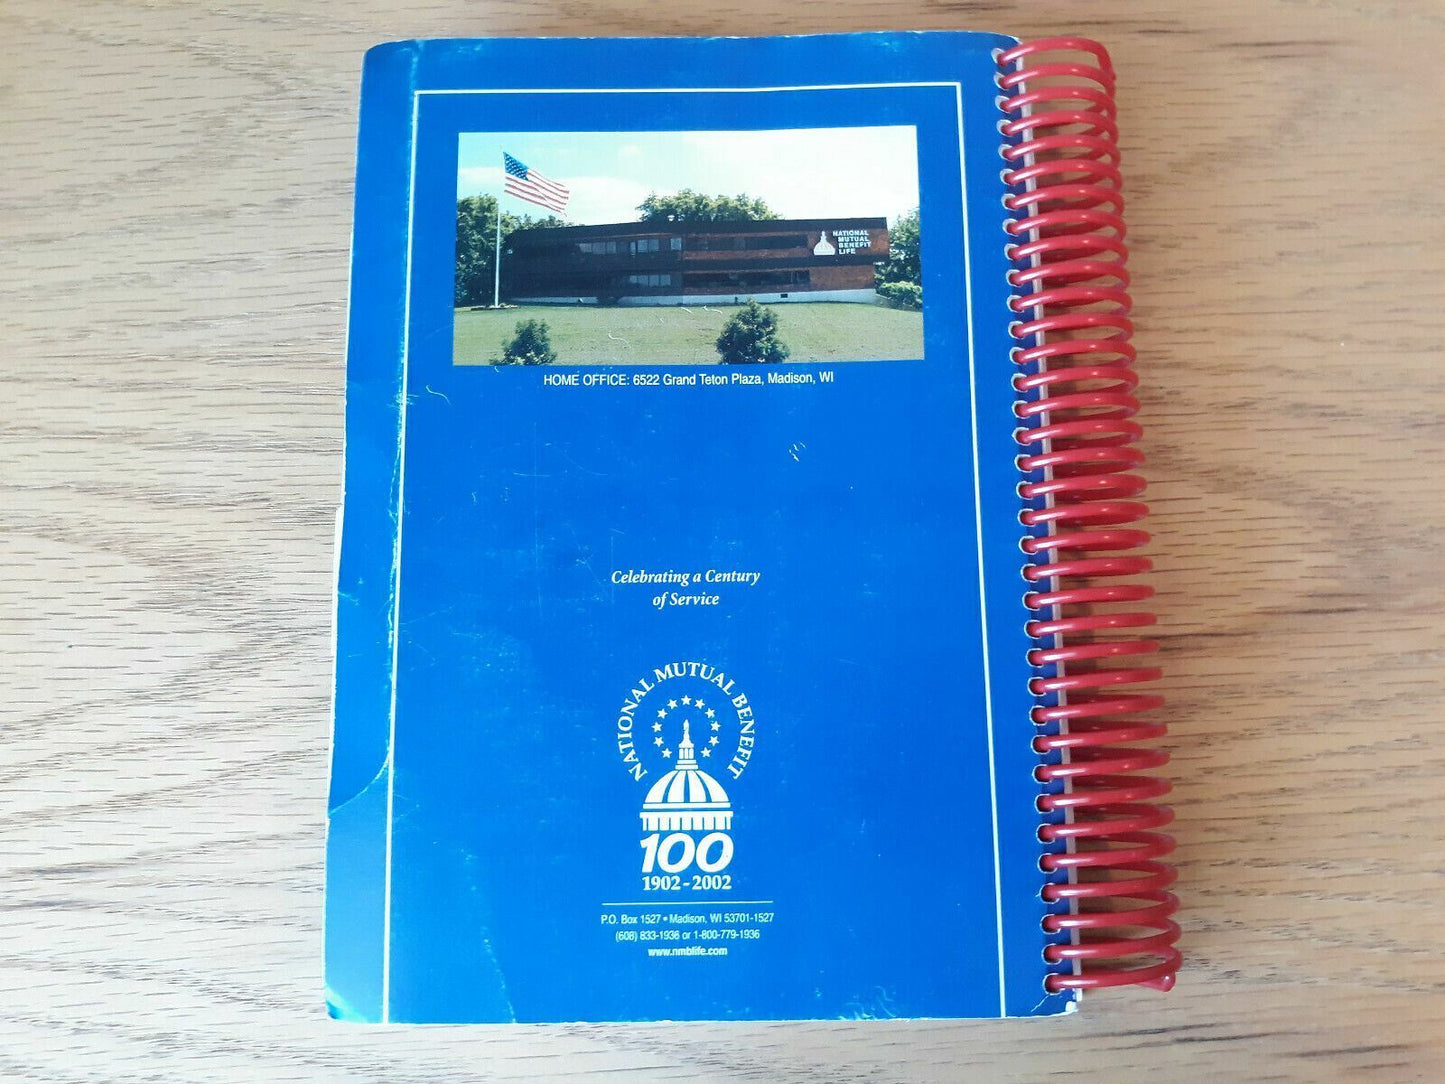 NATIONAL
MUTUAL
BENEFIT
LIFE
HOME OFFICE: 6522 Grand Teton Plaza, Madison, WI
Celebrating a Century
of Service
NATIONAL MUTUAL BENEFIT
100
1902-2002
P.O. Box 1527 • Madison, WI 53701-1527
(608) 833-1936 or 1-800-779-1936
www.nmblife.com